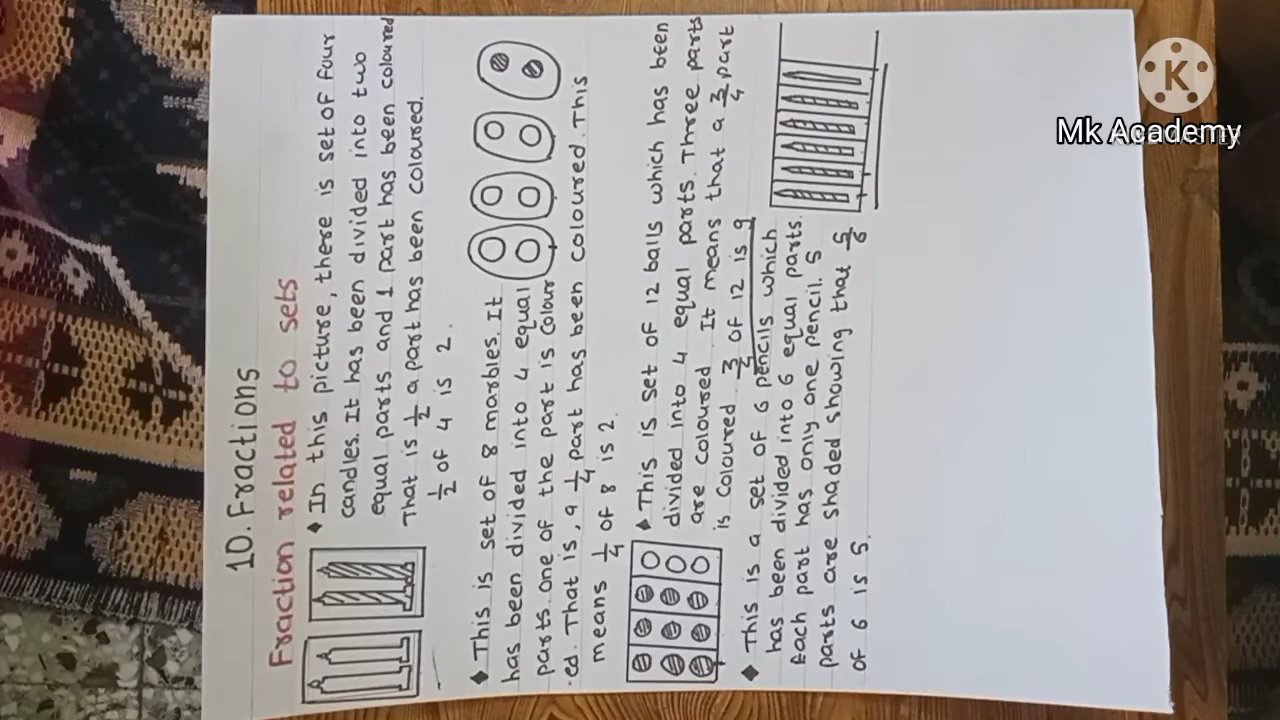 10. Fractions
Fraction related to sets
♦ In this picture, there is set of four
candles. It has been divided into two
equal parts and 1 part has been coloured
That is 1/2 a part has been coloured.
1/2 of 4 is 2.
♦ This is set of 8 marbles. It
has been divided into 4 equal
parts one of the part is colour
.ed. That is, a 1/4 part has been coloured. This
means 1/4 of 8 is 2.
♦ This is set of 12 balls which has been
divided into 4 equal parts. Three parts
are coloured. It means that a 3/4 part
is coloured 3/4 of 12 is 9
♦ This is a set of 6 pencils which
has been divided into 6 equal parts.
Each part has only one pencil. 5
parts are shaded showing that 5/6
of 6 is 5.
K
Mk Academy